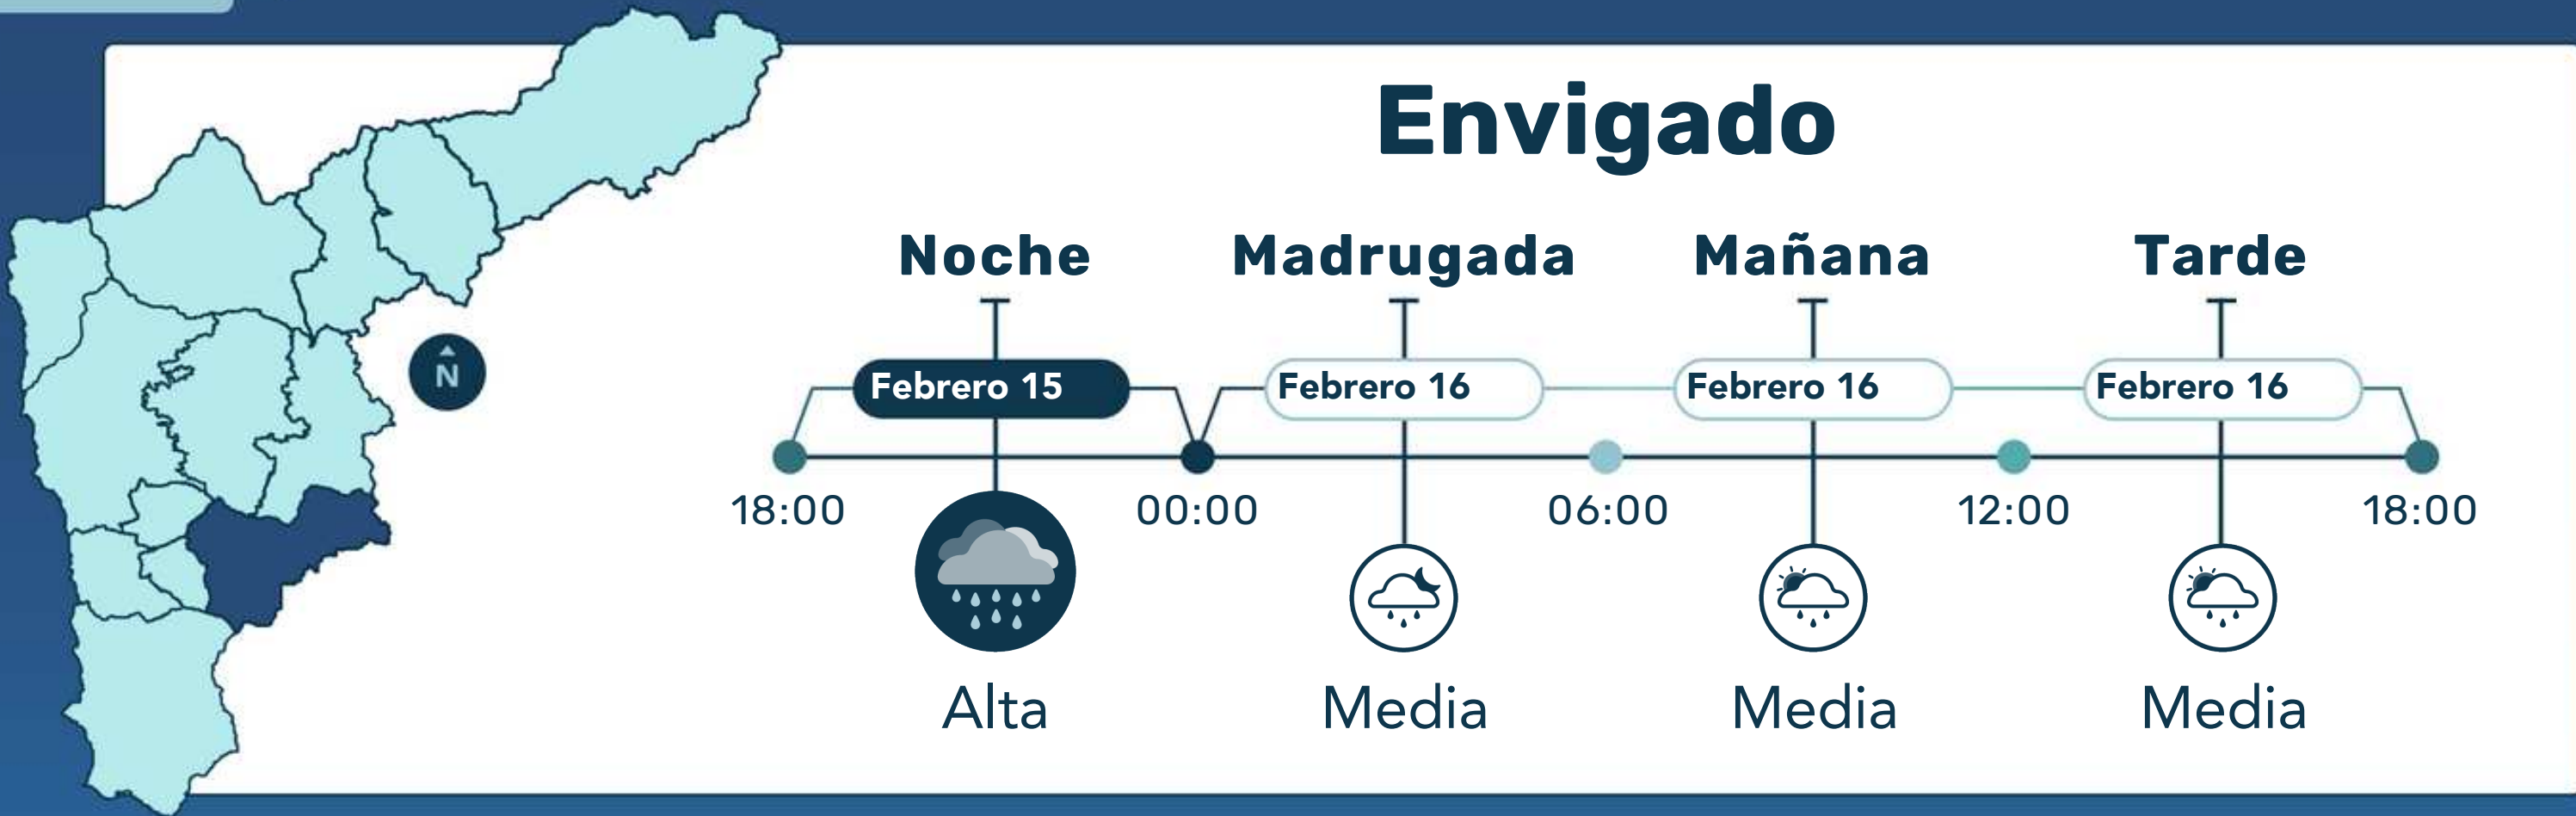 Envigado
Noche Madrugada Mañana Tarde
N
Febrero 15 Febrero 16 Febrero 16 Febrero 16
18:00 00:00 06:00 12:00 18:00
Alta Media Media Media